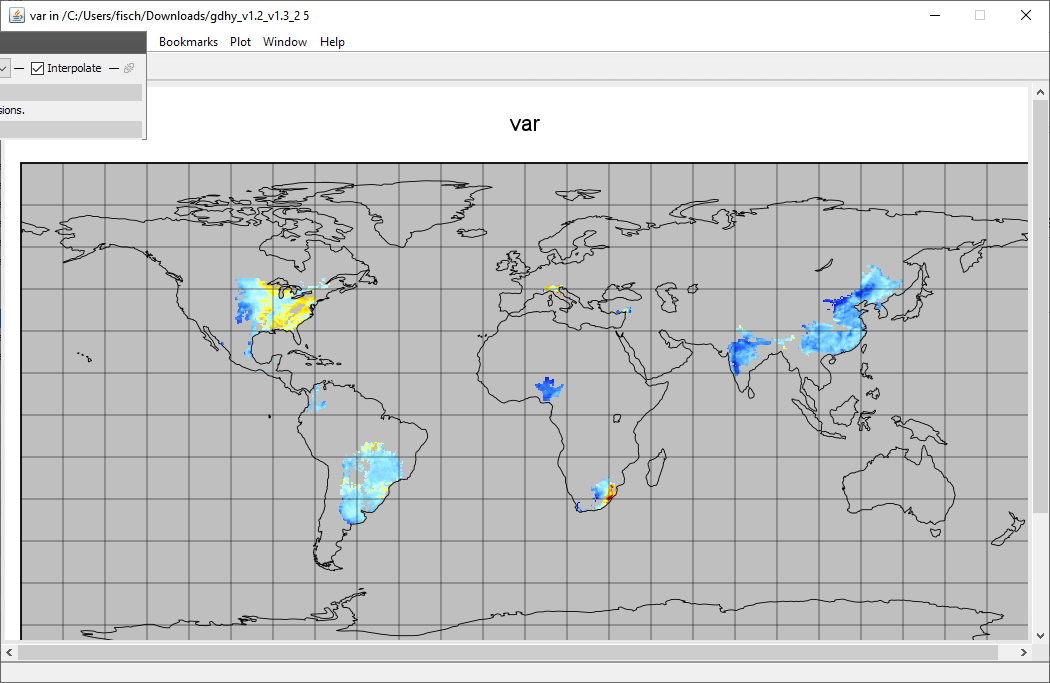 var in /C:/Users/fisch/Downloads/gdhy_v1.2_v1.3_2 5
Bookmarks Plot Window Help
Interpolate
sions.
var